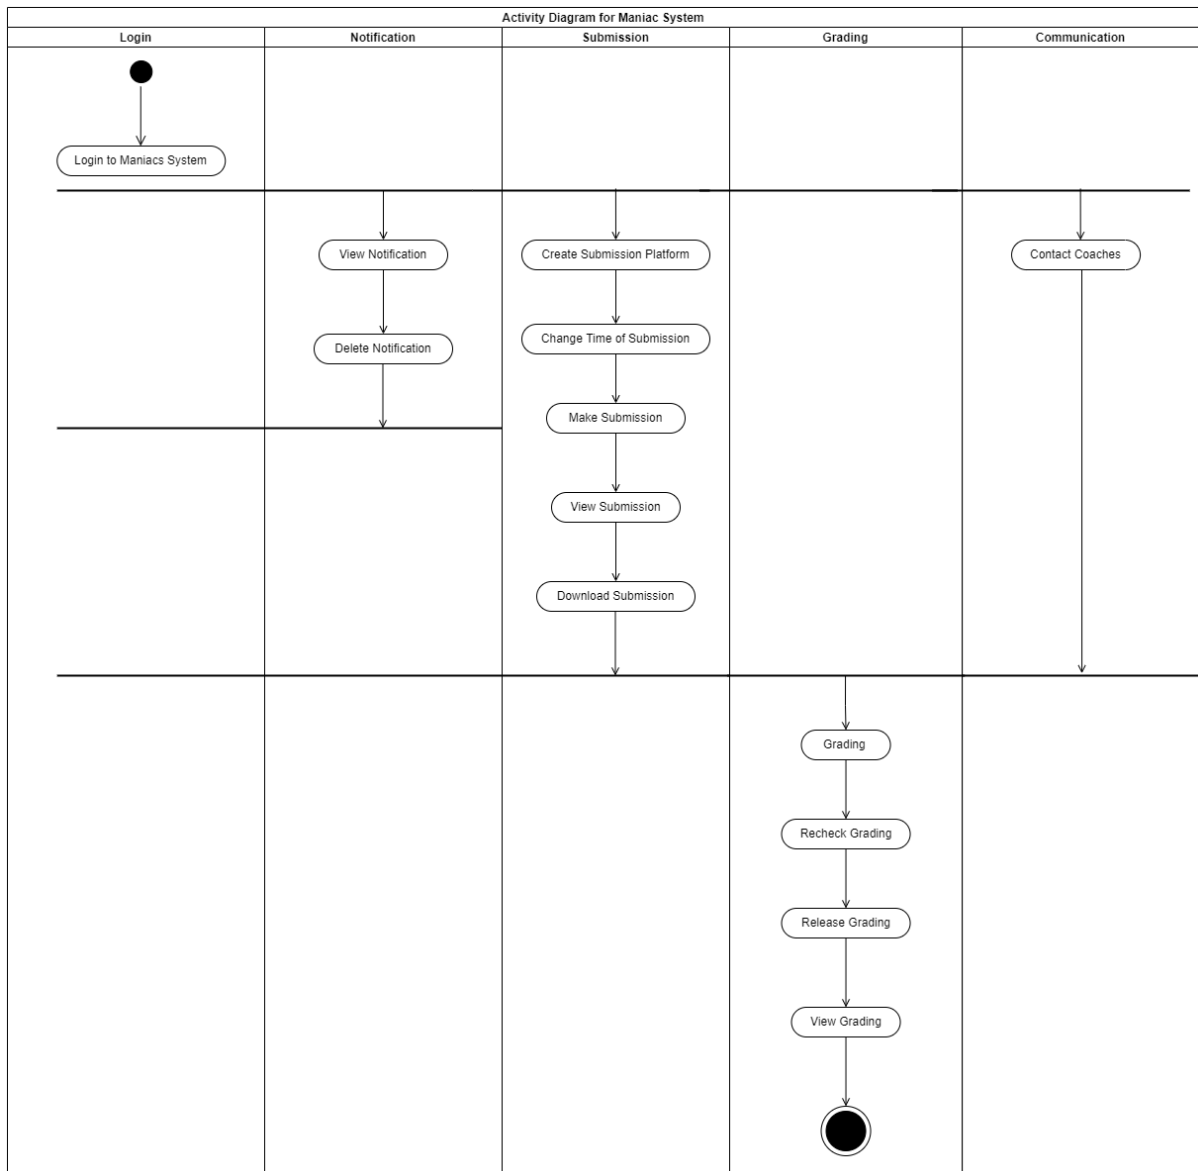 Activity Diagram for Maniac System
Login
Notification
Submission
Grading
Communication
Login to Maniacs System
View Notification
Create Submission Platform
Contact Coaches
Delete Notification
Change Time of Submission
Make Submission
View Submission
Download Submission
Grading
Recheck Grading
Release Grading
View Grading